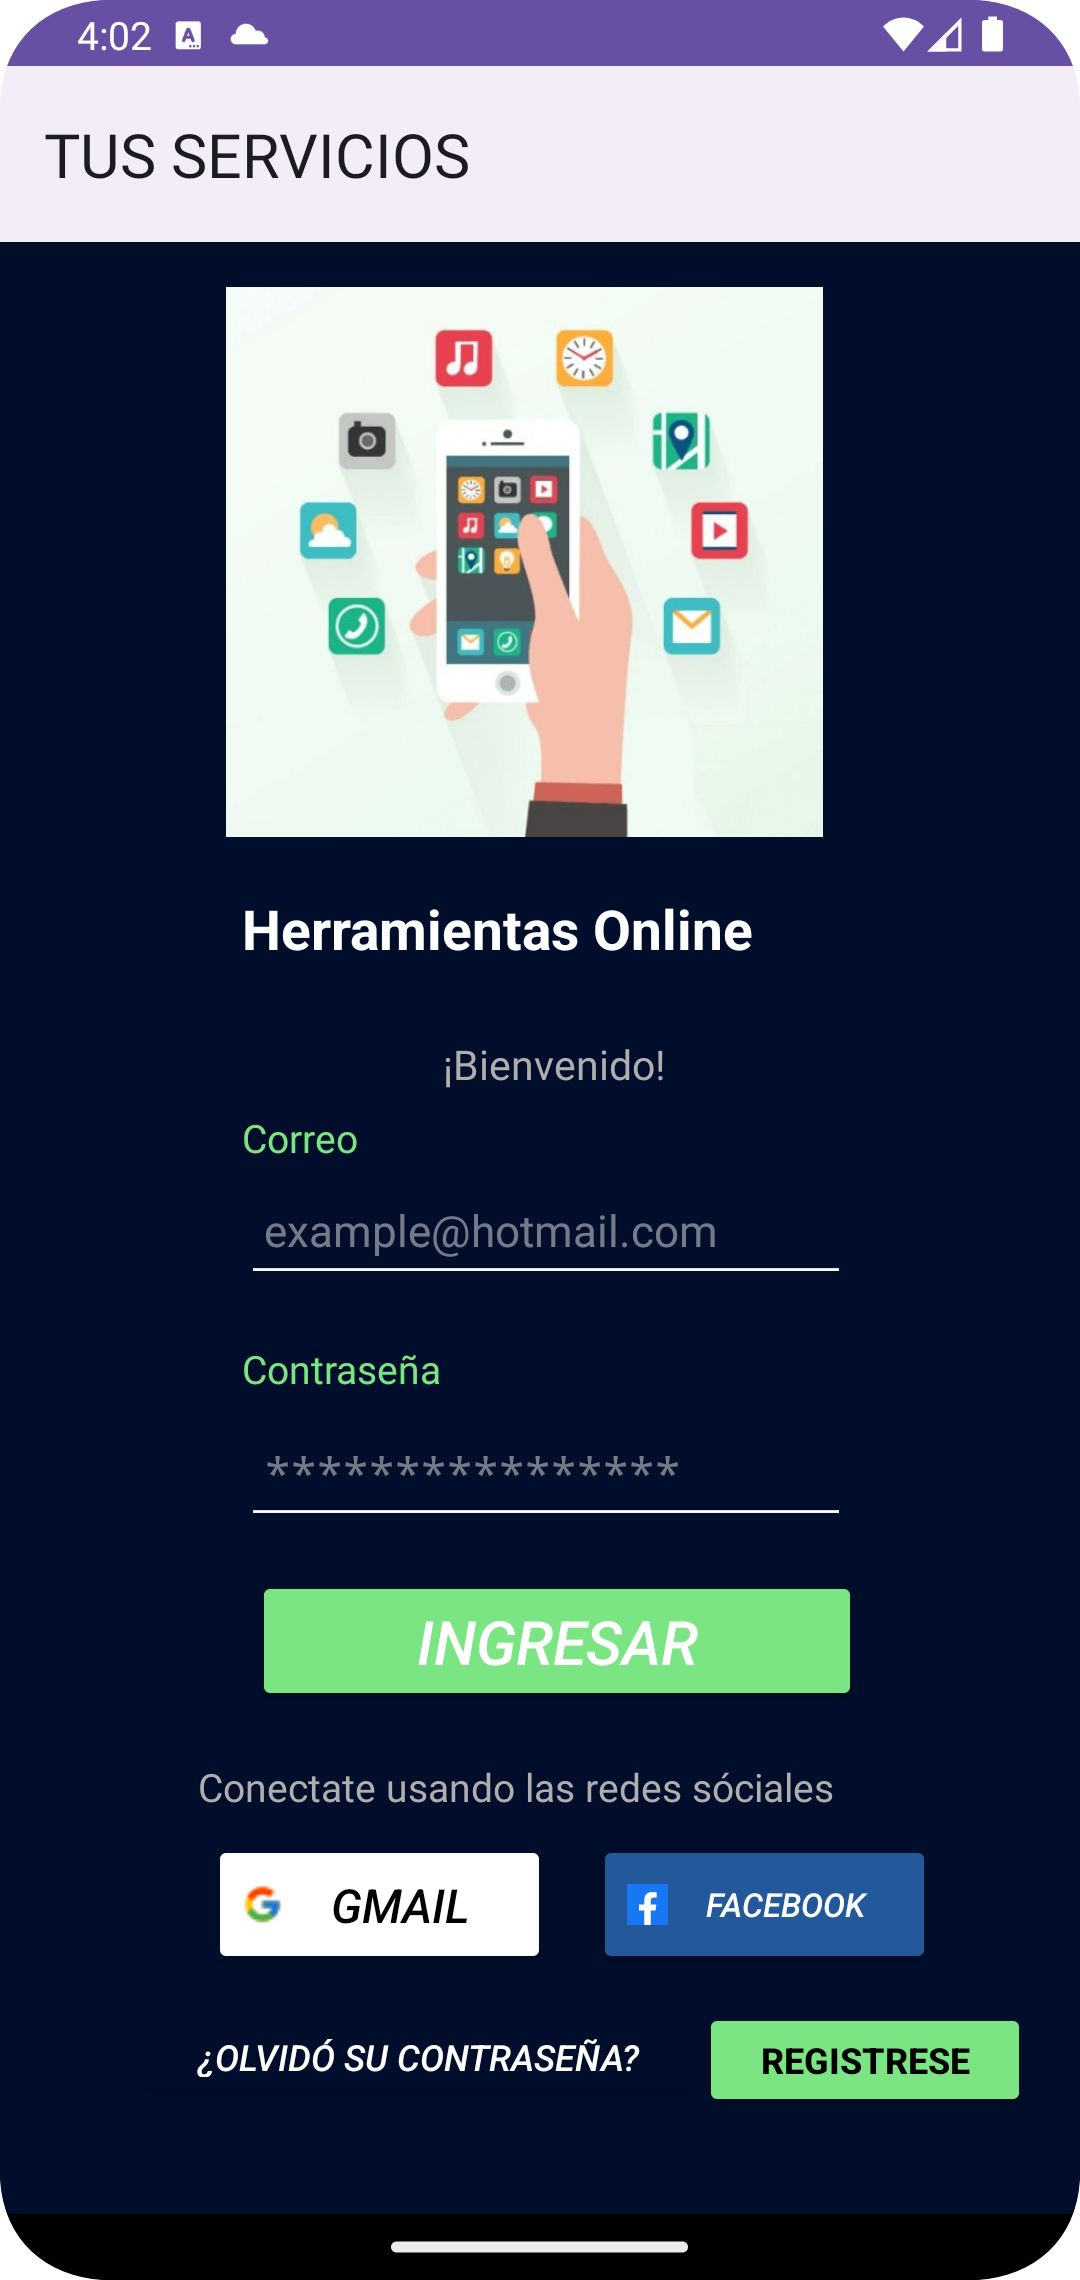 4:02
TUS SERVICIOS
Herramientas Online
¡Bienvenido!
Correo
example@hotmail.com
Contraseña
****************
INGRESAR
Conectate usando las redes sóciales
GMAIL
FACEBOOK
¿OLVIDÓ SU CONTRASEÑA?
REGISTRESE